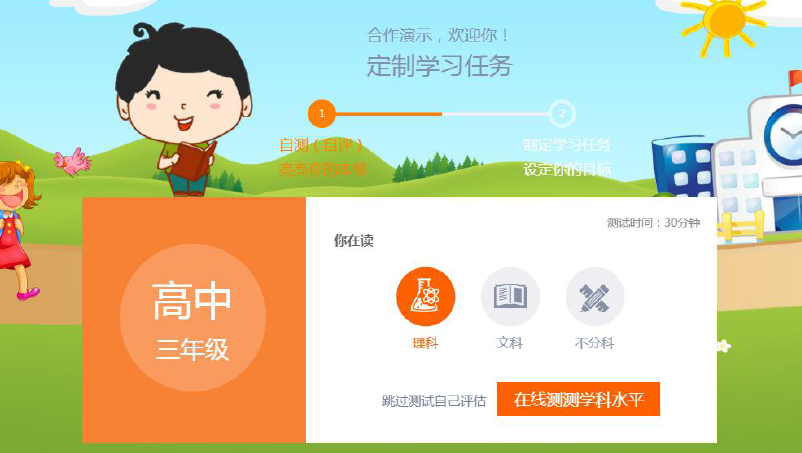 合作演示，欢迎你！
定制学习任务
1
2
自测（自评）
亮亮你的本领
制定学习任务
设定你的目标
测试时间：30分钟
你在读
高中
三年级
理科
文科
不分科
跳过测试自己评估
在线测测学科水平